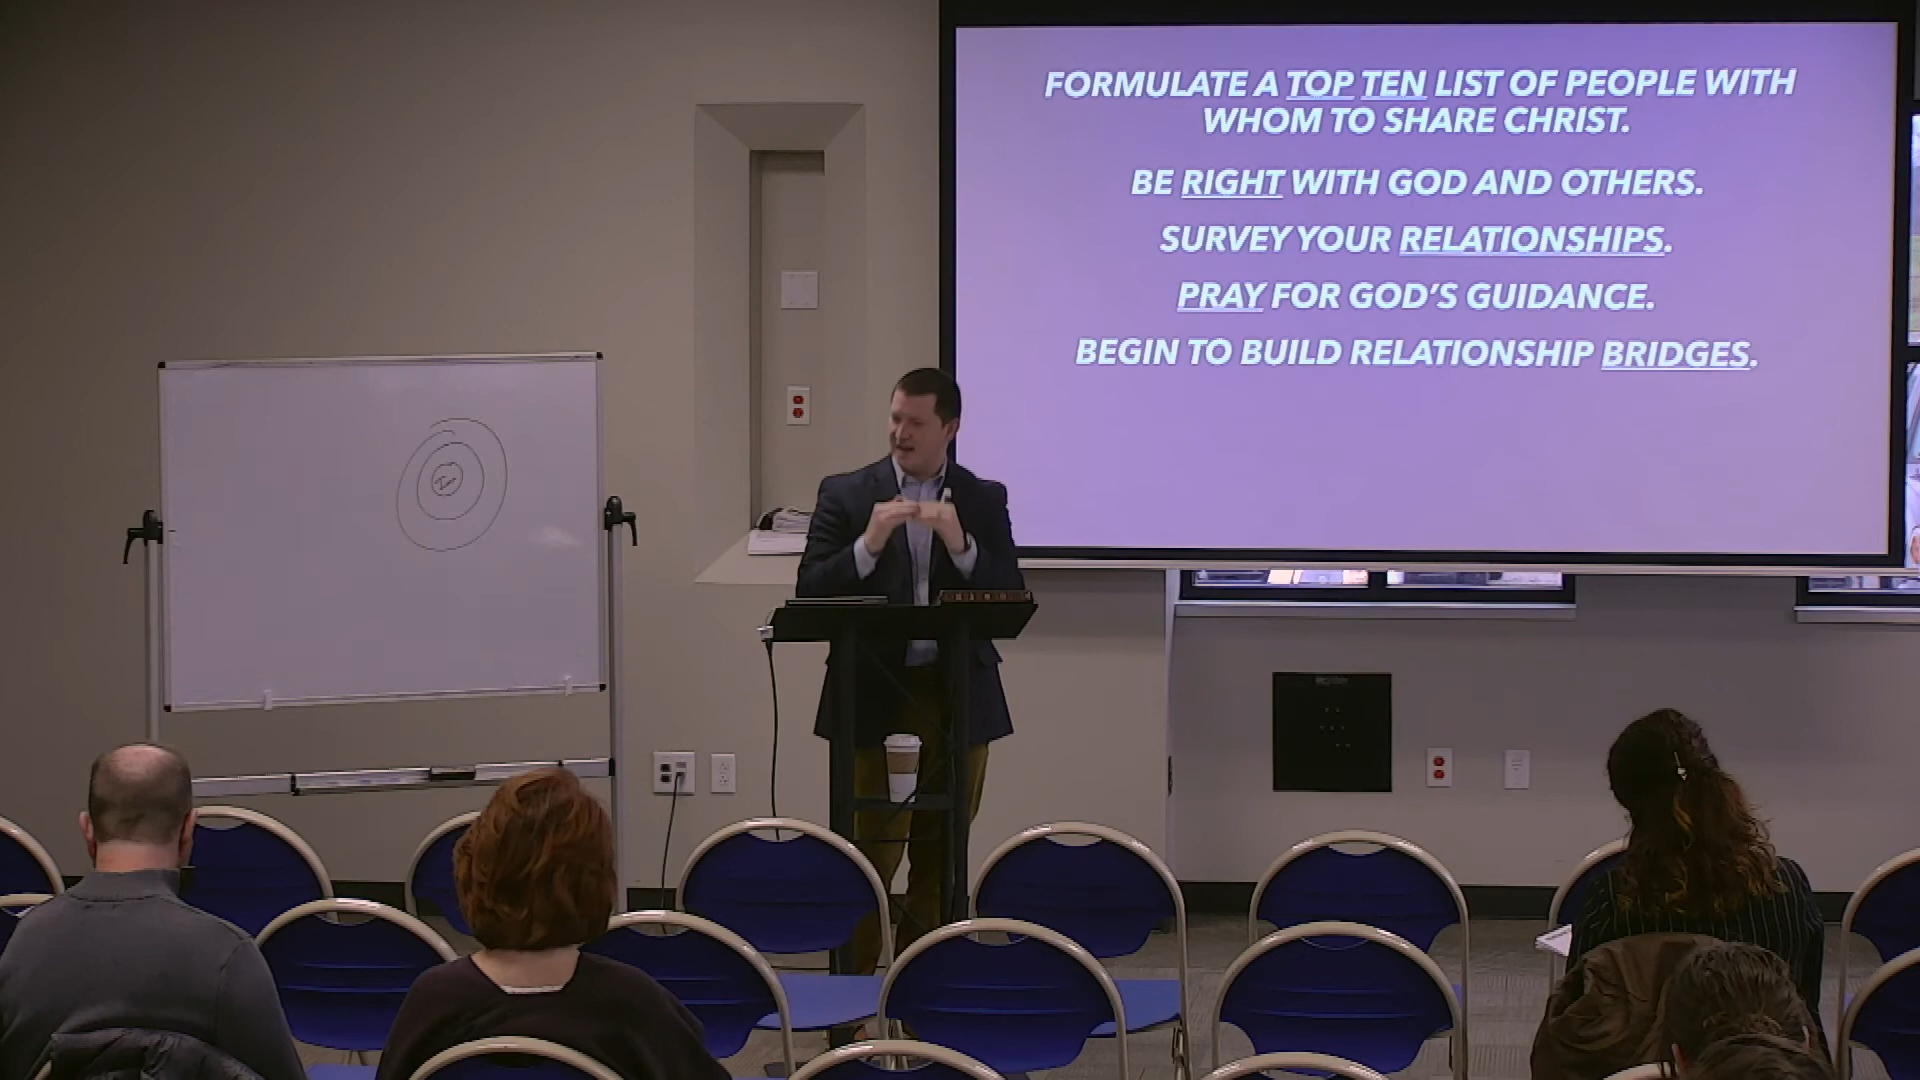 FORMULATE A TOP TEN LIST OF PEOPLE WITH
WHOM TO SHARE CHRIST.
BE RIGHT WITH GOD AND OTHERS.
SURVEY YOUR RELATIONSHIPS.
PRAY FOR GOD'S GUIDANCE.
BEGIN TO BUILD RELATIONSHIP BRIDGES.